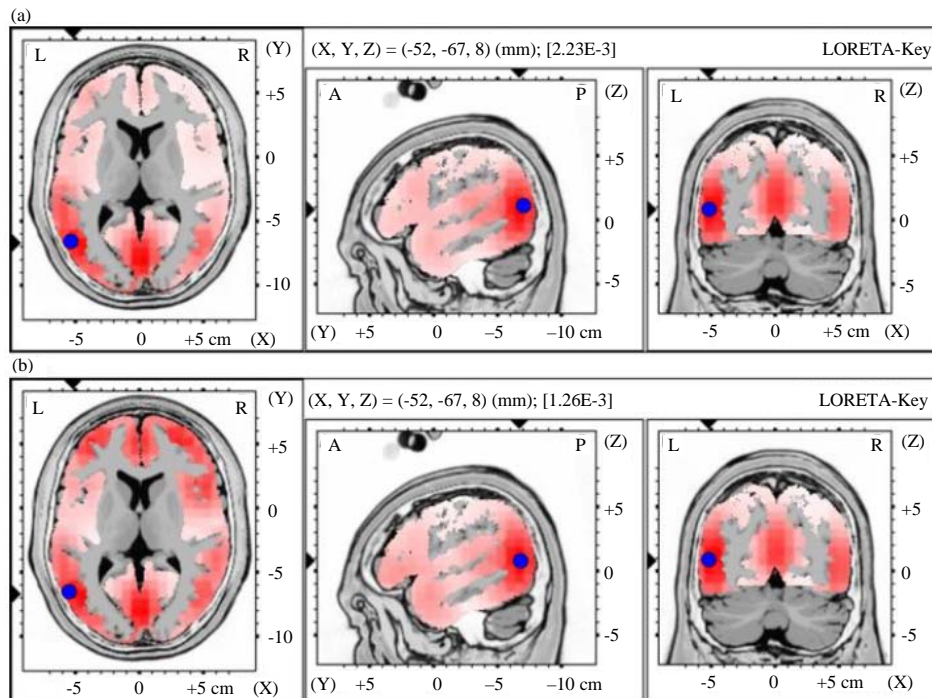 (a)
(X, Y, Z) = (-52, -67, 8) (mm); [2.23E-3] LORETA-Key
L R (Y)
+5
0
-5
-10
-5 0 +5 cm (X)
A P (Z)
+5
0
-5
(Y) +5 0 -5 -10 cm
L R (Z)
+5
0
-5
-5 0 +5 cm (X)
(b)
(X, Y, Z) = (-52, -67, 8) (mm); [1.26E-3] LORETA-Key
L R (Y)
+5
0
-5
-10
-5 0 +5 cm (X)
A P (Z)
+5
0
-5
(Y) +5 0 -5 -10 cm
L R (Z)
+5
0
-5
-5 0 +5 cm (X)